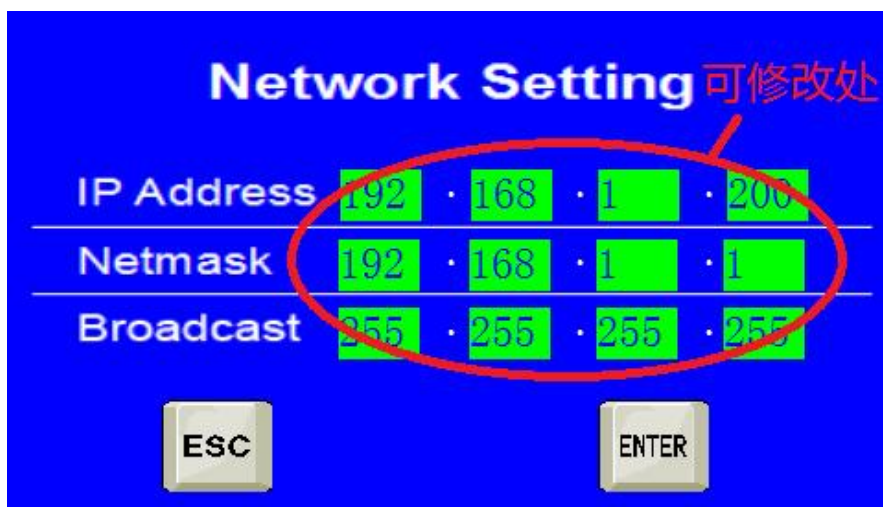 Network Setting 可修改处
IP Address 192 · 168 · 1 · 200
Netmask 192 · 168 · 1 · 1
Broadcast 255 · 255 · 255 · 255
ESC ENTER